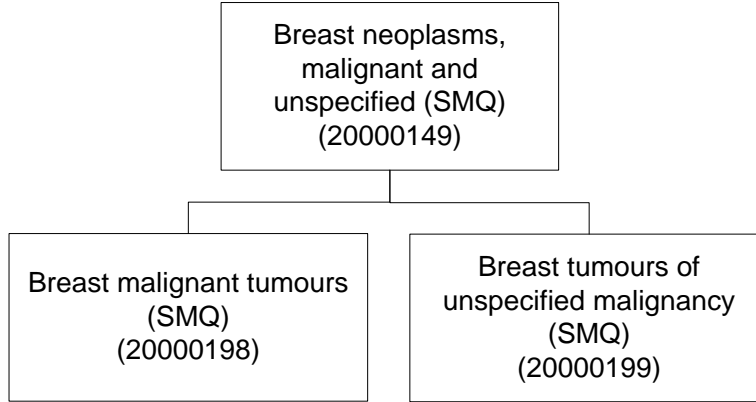 Breast neoplasms,
malignant and
unspecified (SMQ)
(20000149)
Breast malignant tumours
(SMQ)
(20000198)
Breast tumours of
unspecified malignancy
(SMQ)
(20000199)